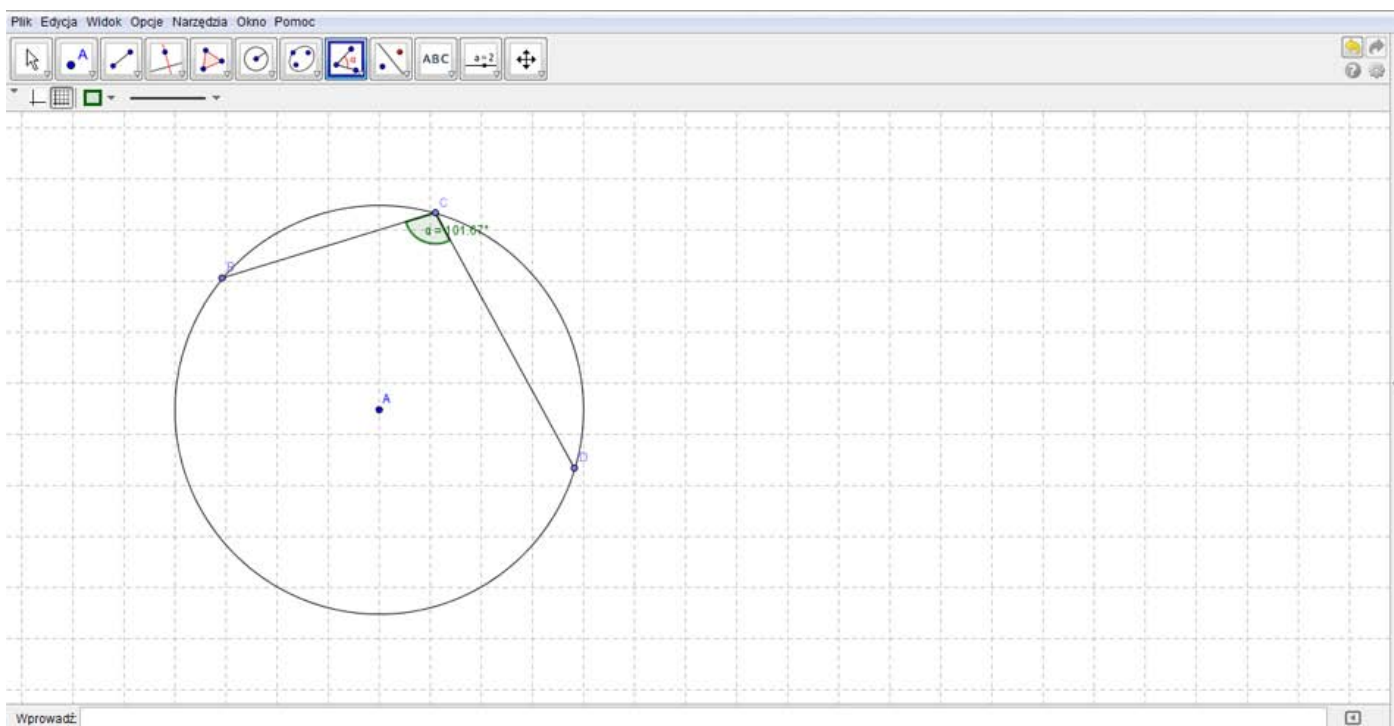 Plik Edycja Widok Opcje Narzędzia Okno Pomoc
A
α
ABC
a=2
C
α = 101.67°
B
A
D
Wprowadź: